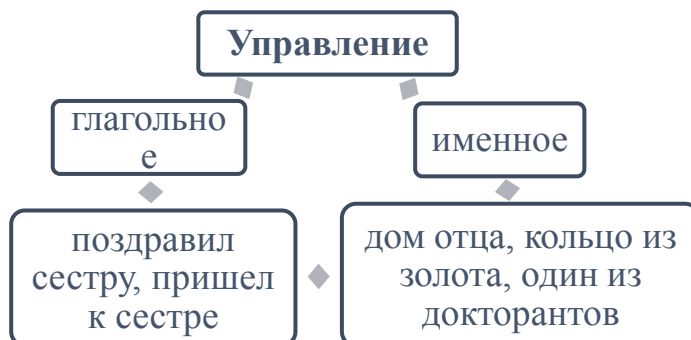 Управление
глагольно
е
именное
поздравил
сестру, пришел
к сестре
дом отца, кольцо из
золота, один из
докторантов